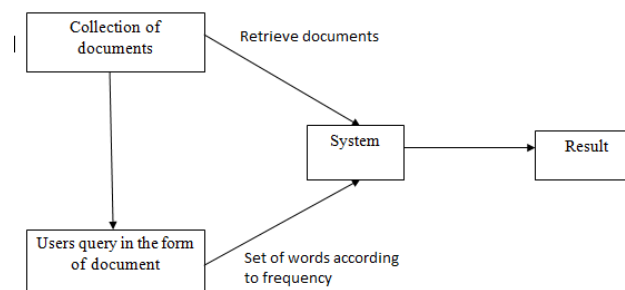 Collection of
documents
Retrieve documents
System
Result
Users query in the form
of document
Set of words according
to frequency